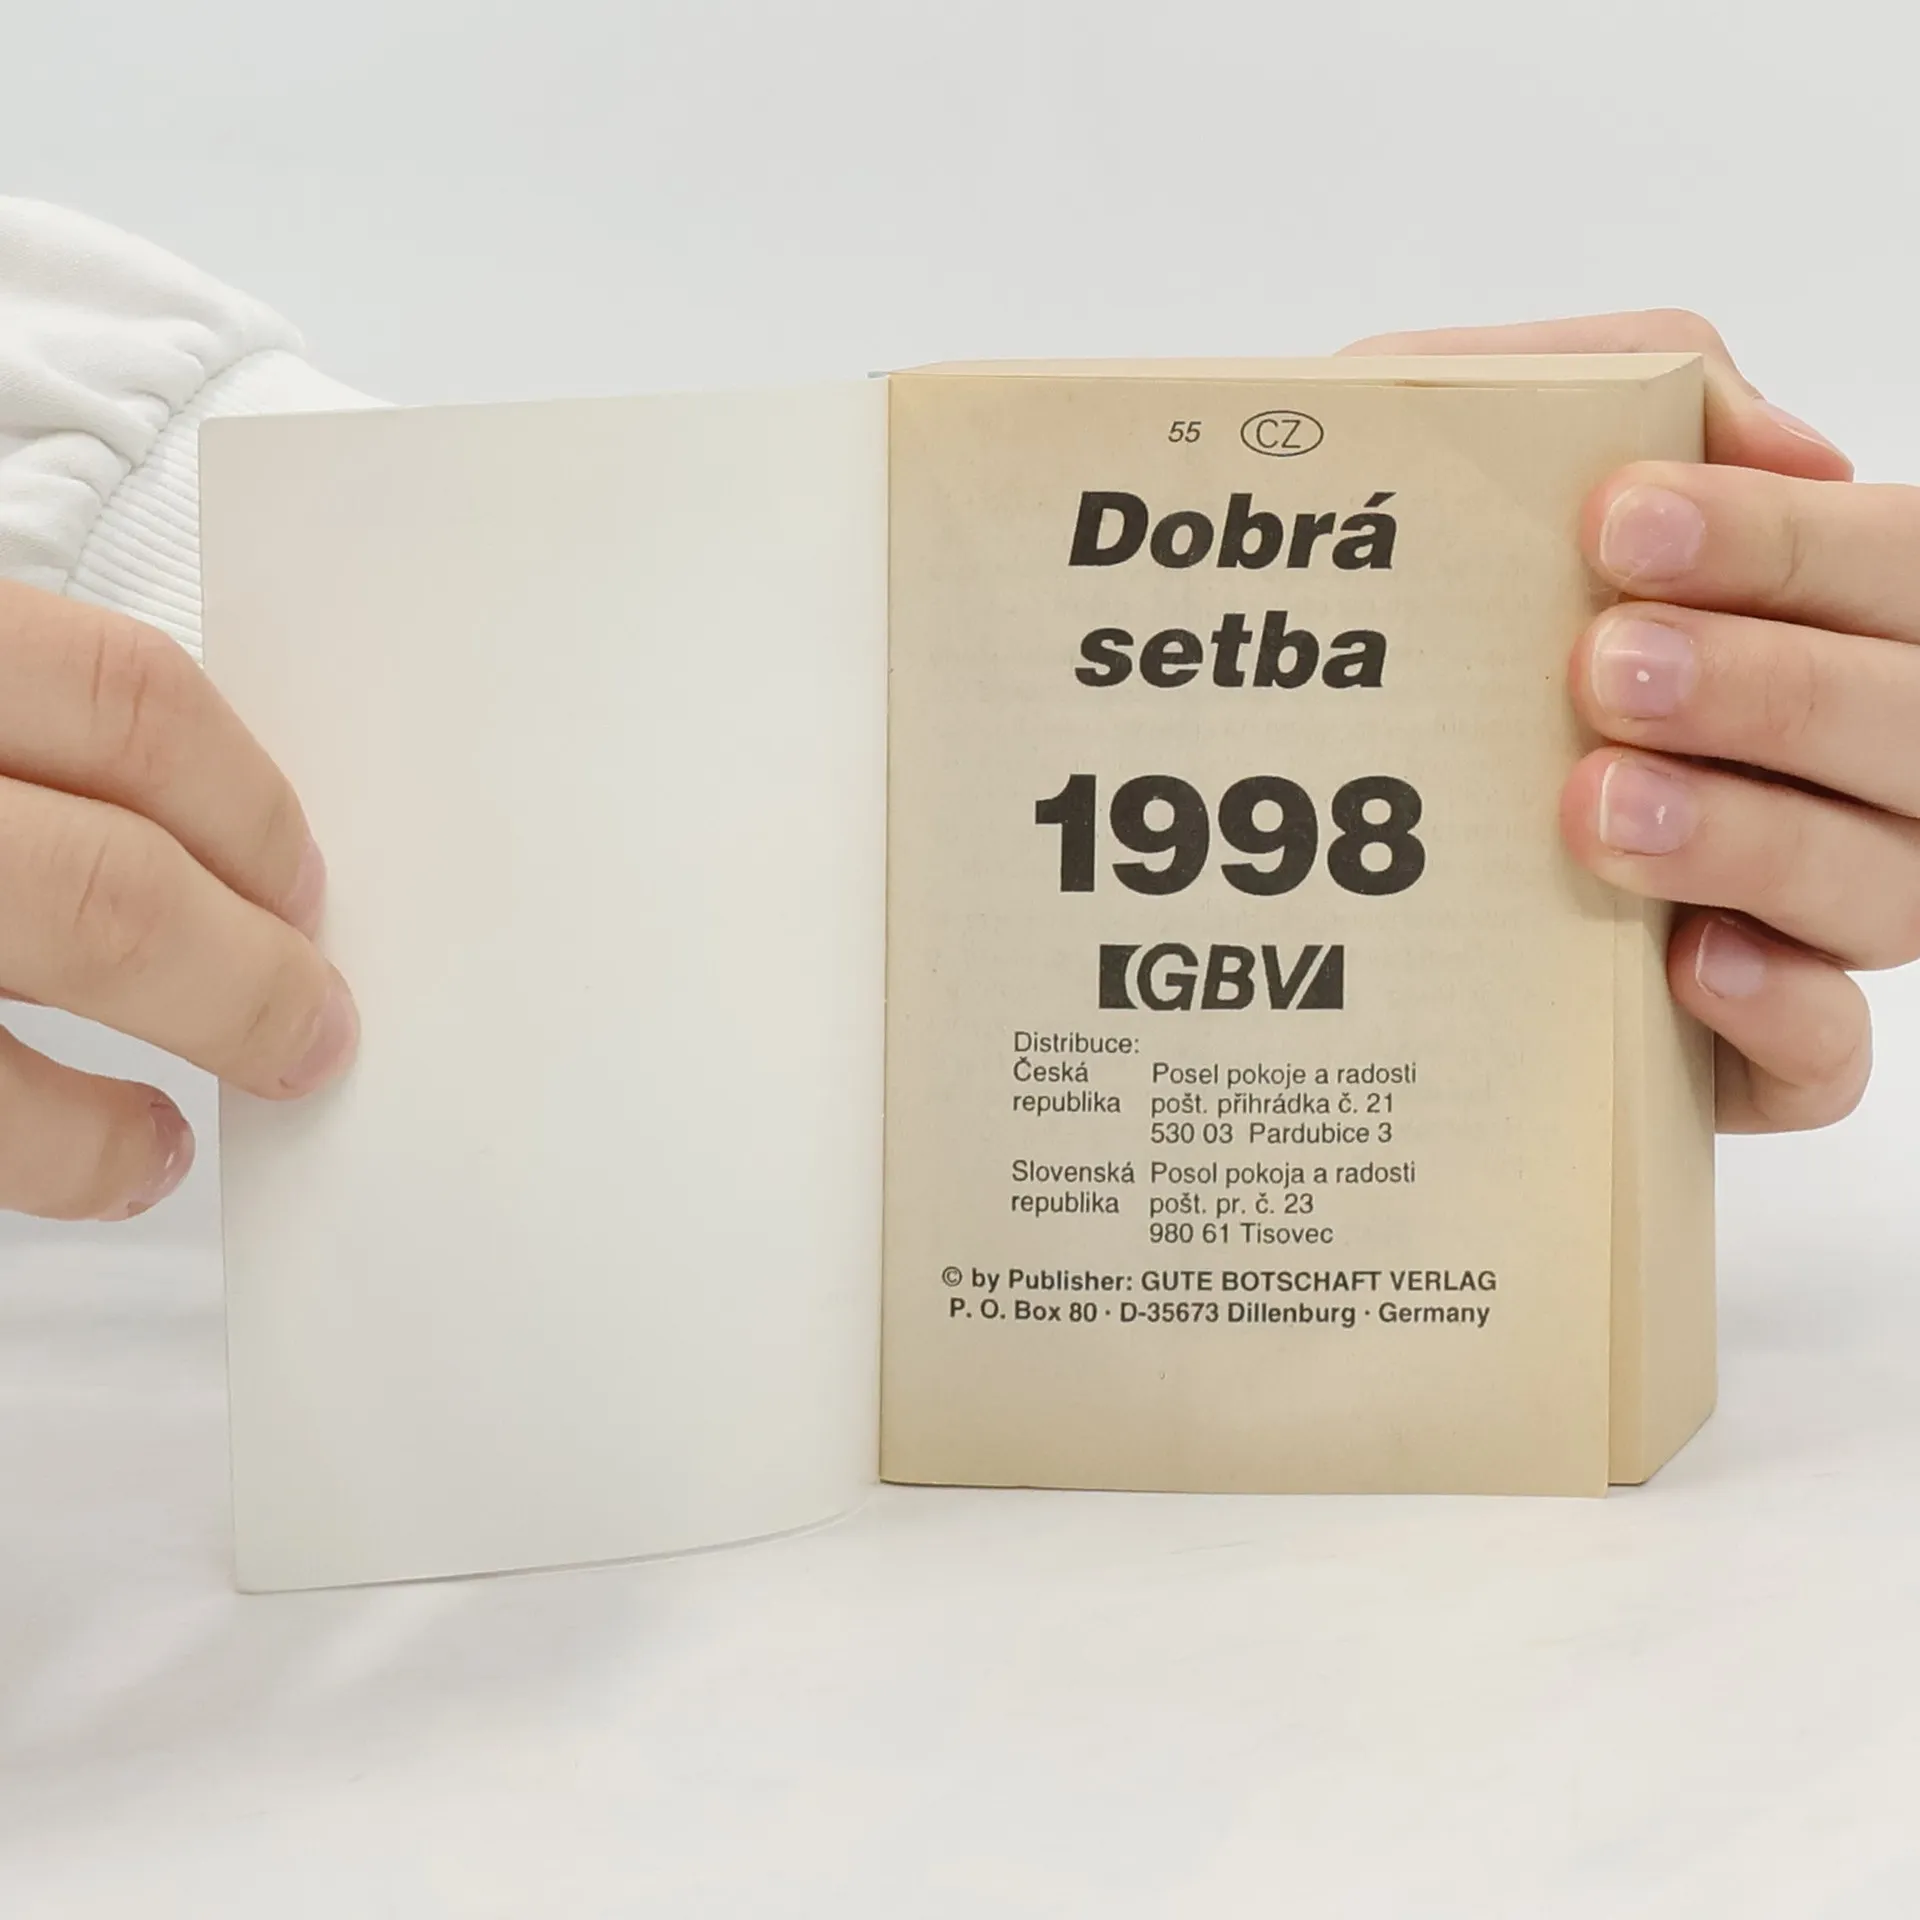 55 CZ
Dobrá
setba
1998
GBV
Distribuce:
Česká Posel pokoje a radosti
republika pošt. přihrádka č. 21
530 03 Pardubice 3
Slovenská Posol pokoja a radosti
republika pošt. pr. č. 23
980 61 Tisovec
© by Publisher: GUTE BOTSCHAFT VERLAG
P. O. Box 80 · D-35673 Dillenburg · Germany